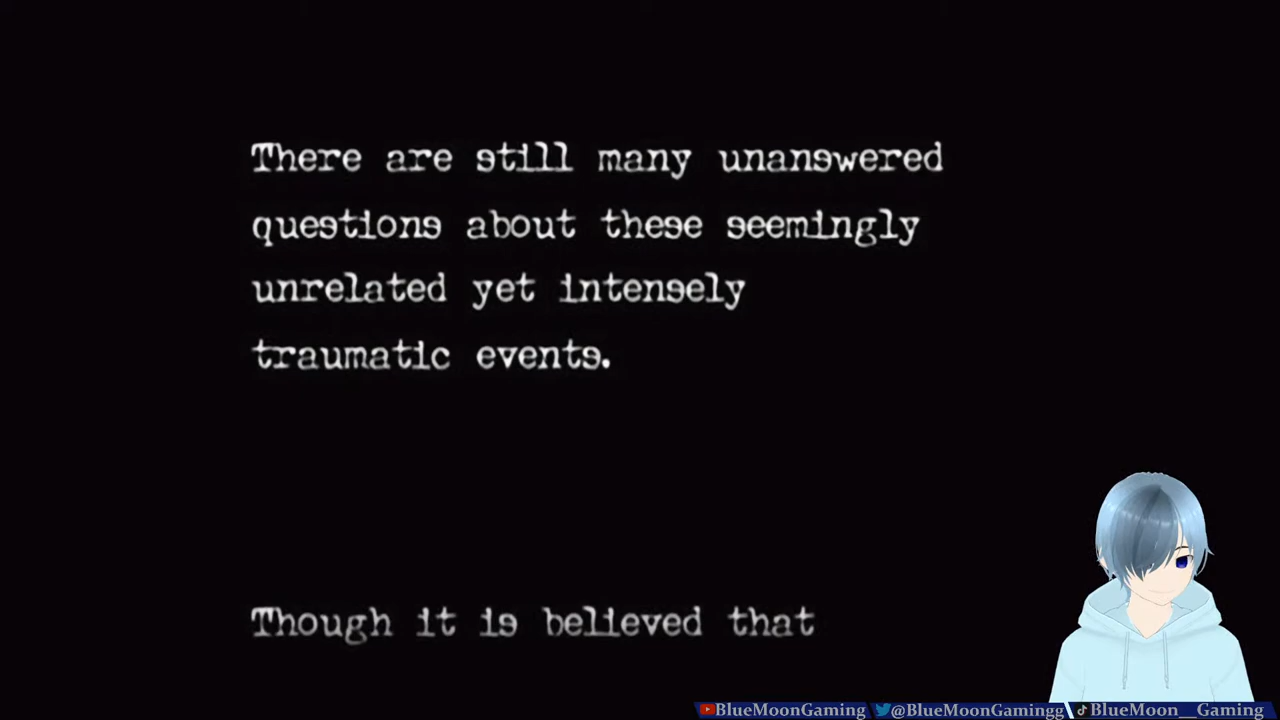 There are still many unanswered
questions about these seemingly
unrelated yet intensely
traumatic events.
Though it is believed that
BlueMoonGaming @BlueMoonGamingg BlueMoon__Gaming